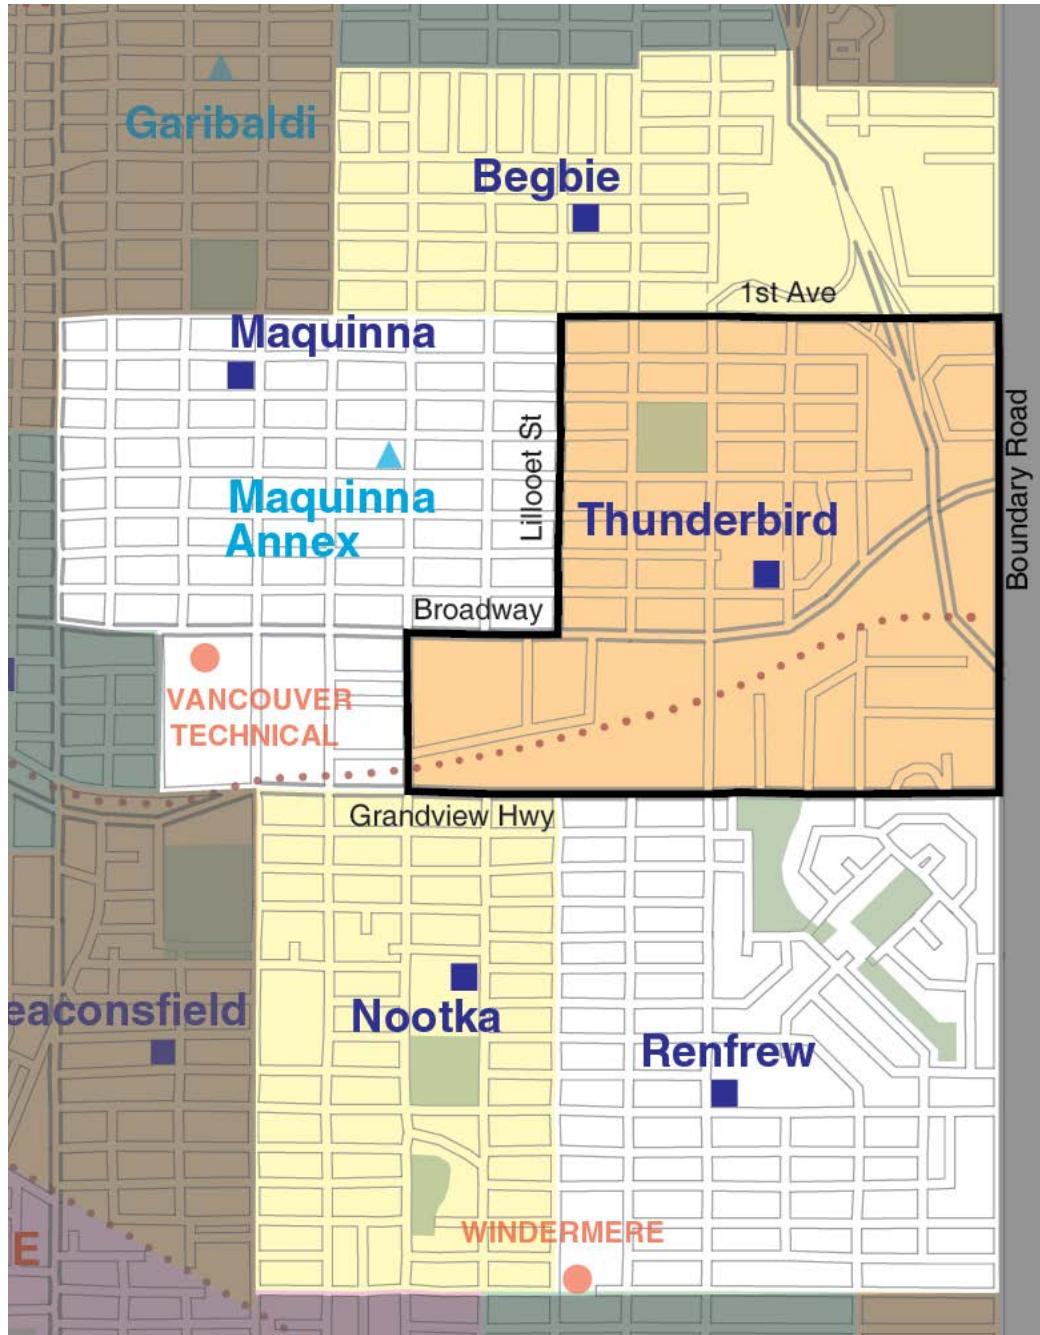 Garibaldi
Begbie
1st Ave
Maquinna
Lillooet St
Boundary Road
Maquinna
Annex
Thunderbird
Broadway
VANCOUVER
TECHNICAL
Grandview Hwy
eaconsfield
Nootka
Renfrew
WINDERMERE
E